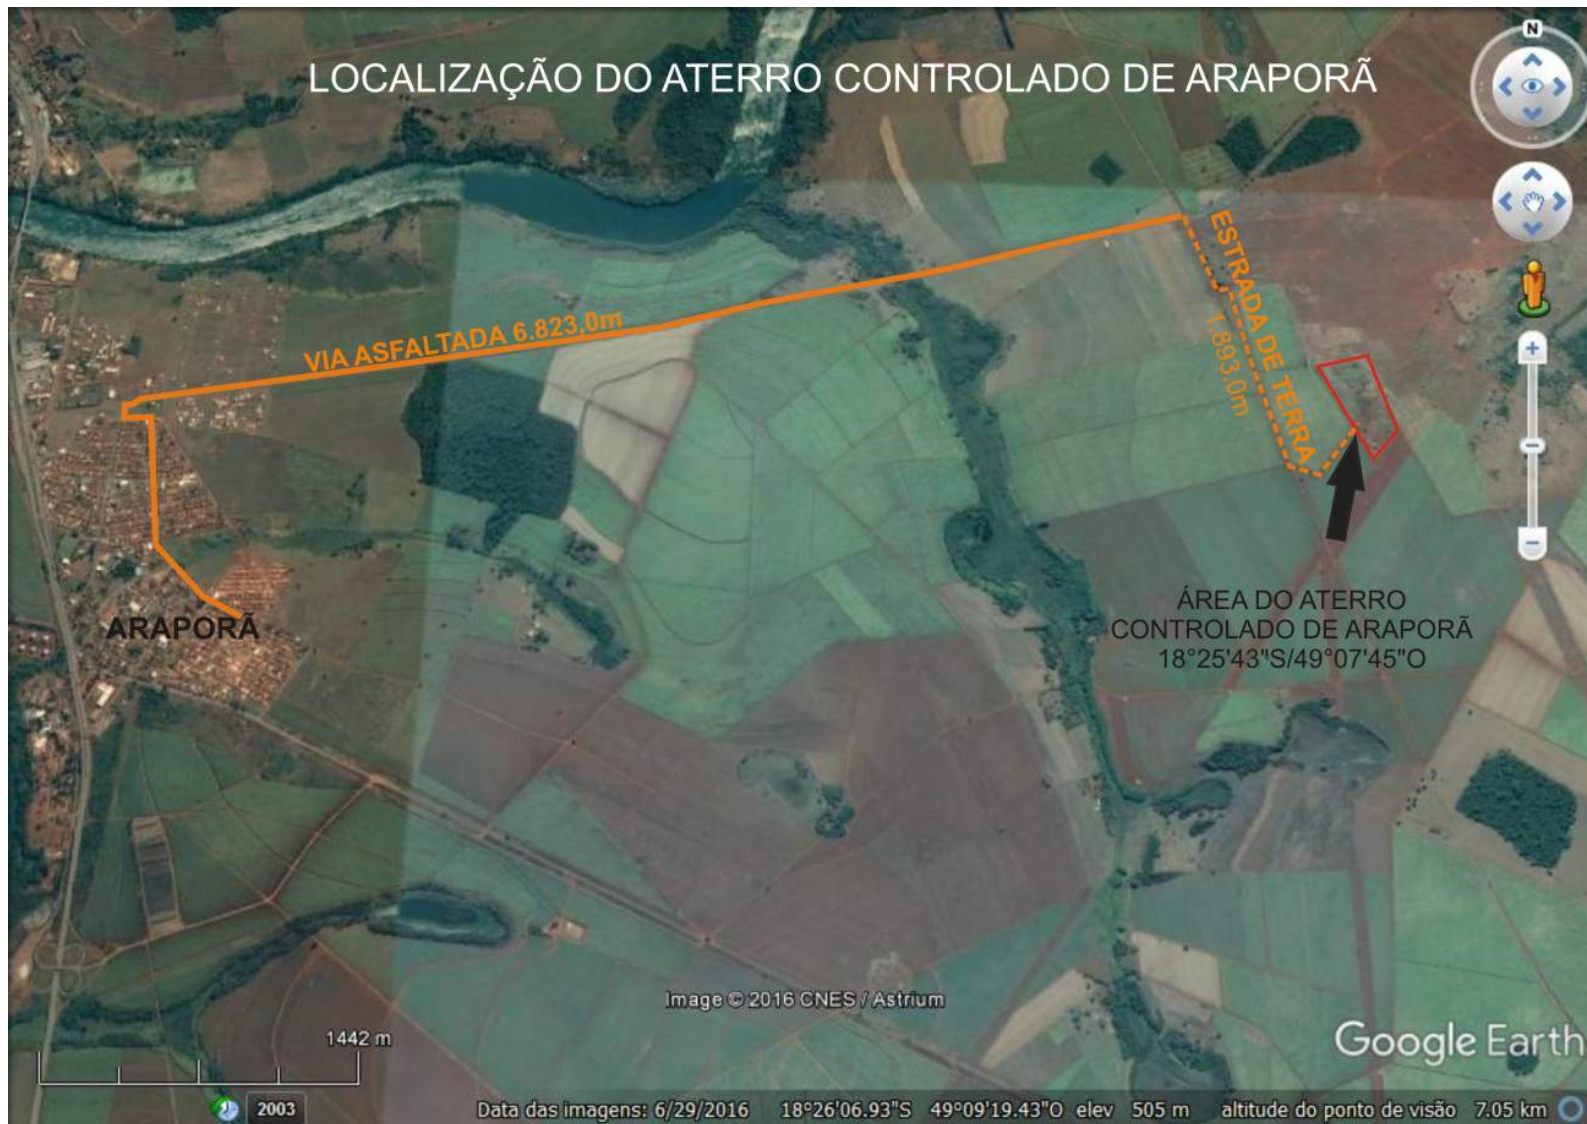 N
LOCALIZAÇÃO DO ATERRO CONTROLADO DE ARAPORÃ
VIA ASFALTADA 6.823,0m
ESTRADA DE TERRA
1.893,0m
ARAPORÃ
ÁREA DO ATERRO
CONTROLADO DE ARAPORÃ
18°25'43"S/49°07'45"O
Image © 2016 CNES / Astrium
1442 m
Google Earth
2003
Data das imagens: 6/29/2016 18°26'06.93"S 49°09'19.43"O elev 505 m altitude do ponto de visão 7.05 km